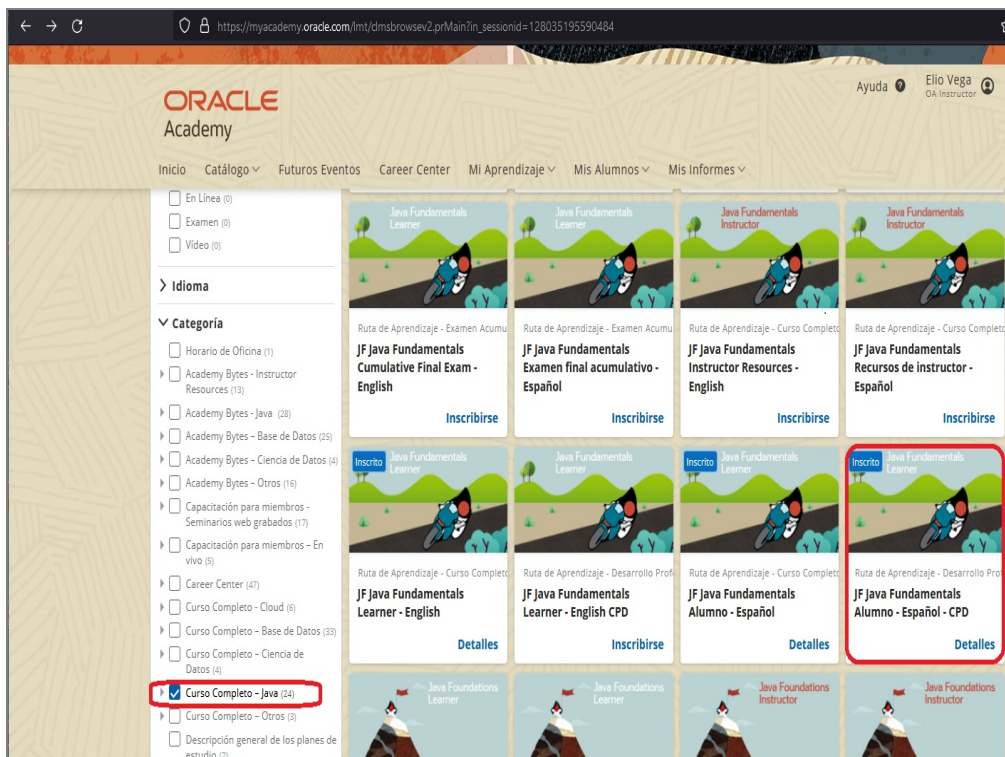 https://myacademy.oracle.com/lmt/clmsbrowsev2.prMain?in_sessionid=128035195590484
Ayuda
Elio Vega
OA Instructor
ORACLE
Academy
Inicio
Catálogo
Futuros Eventos
Career Center
Mi Aprendizaje
Mis Alumnos
Mis Informes
En Línea (0)
Examen (0)
Vídeo (0)
Idioma
Categoría
Horario de Oficina (1)
Academy Bytes - Instructor
Resources (13)
Academy Bytes - Java (28)
Academy Bytes – Base de Datos (25)
Academy Bytes – Ciencia de Datos (4)
Academy Bytes – Otros (16)
Capacitación para miembros -
Seminarios web grabados (17)
Capacitación para miembros – En
vivo (5)
Career Center (47)
Curso Completo - Cloud (6)
Curso Completo – Base de Datos (33)
Curso Completo – Ciencia de
Datos (4)
Curso Completo – Java (24)
Curso Completo – Otros (3)
Descripción general de los planes de
estudio (7)
Java Fundamentals
Learner
Ruta de Aprendizaje - Examen Acumu
JF Java Fundamentals
Cumulative Final Exam -
English
Inscribirse
Java Fundamentals
Learner
Ruta de Aprendizaje - Examen Acumu
JF Java Fundamentals
Examen final acumulativo -
Español
Inscribirse
Java Fundamentals
Instructor
Ruta de Aprendizaje - Curso Completo
JF Java Fundamentals
Instructor Resources -
English
Inscribirse
Java Fundamentals
Instructor
Ruta de Aprendizaje - Curso Completo
JF Java Fundamentals
Recursos de instructor -
Español
Inscribirse
Inscrito
Java Fundamentals
Learner
Ruta de Aprendizaje - Curso Completo
JF Java Fundamentals
Learner - English
Detalles
Java Fundamentals
Learner
Ruta de Aprendizaje - Desarrollo Prof
JF Java Fundamentals
Learner - English CPD
Inscribirse
Inscrito
Java Fundamentals
Learner
Ruta de Aprendizaje - Curso Completo
JF Java Fundamentals
Alumno - Español
Detalles
Inscrito
Java Fundamentals
Learner
Ruta de Aprendizaje - Desarrollo Prof
JF Java Fundamentals
Alumno - Español - CPD
Detalles
Java Foundations
Learner
Java Foundations
Learner
Java Foundations
Instructor
Java Foundations
Instructor